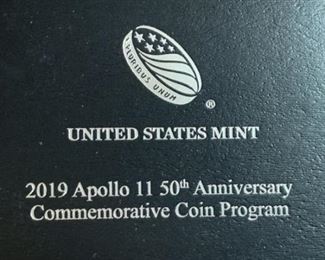 E PLURIBUS UNUM
®
UNITED STATES MINT
2019 Apollo 11 50th Anniversary
Commemorative Coin Program